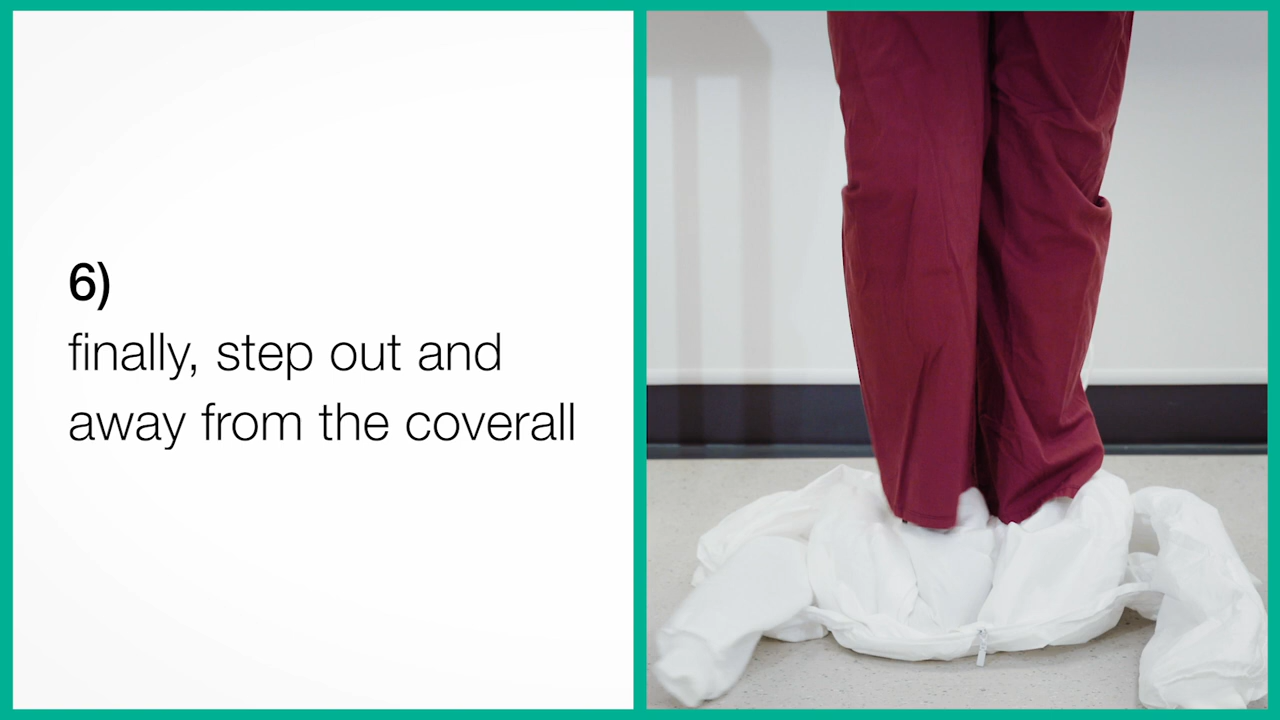 6)
finally, step out and
away from the coverall